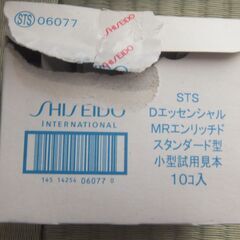 STS 06077
SHISEIDO
SHISEIDO
INTERNATIONAL
145 14254 06077 0
STS
Dエッセンシャル
MRエンリッチド
スタンダード型
小型試用見本
10コ入